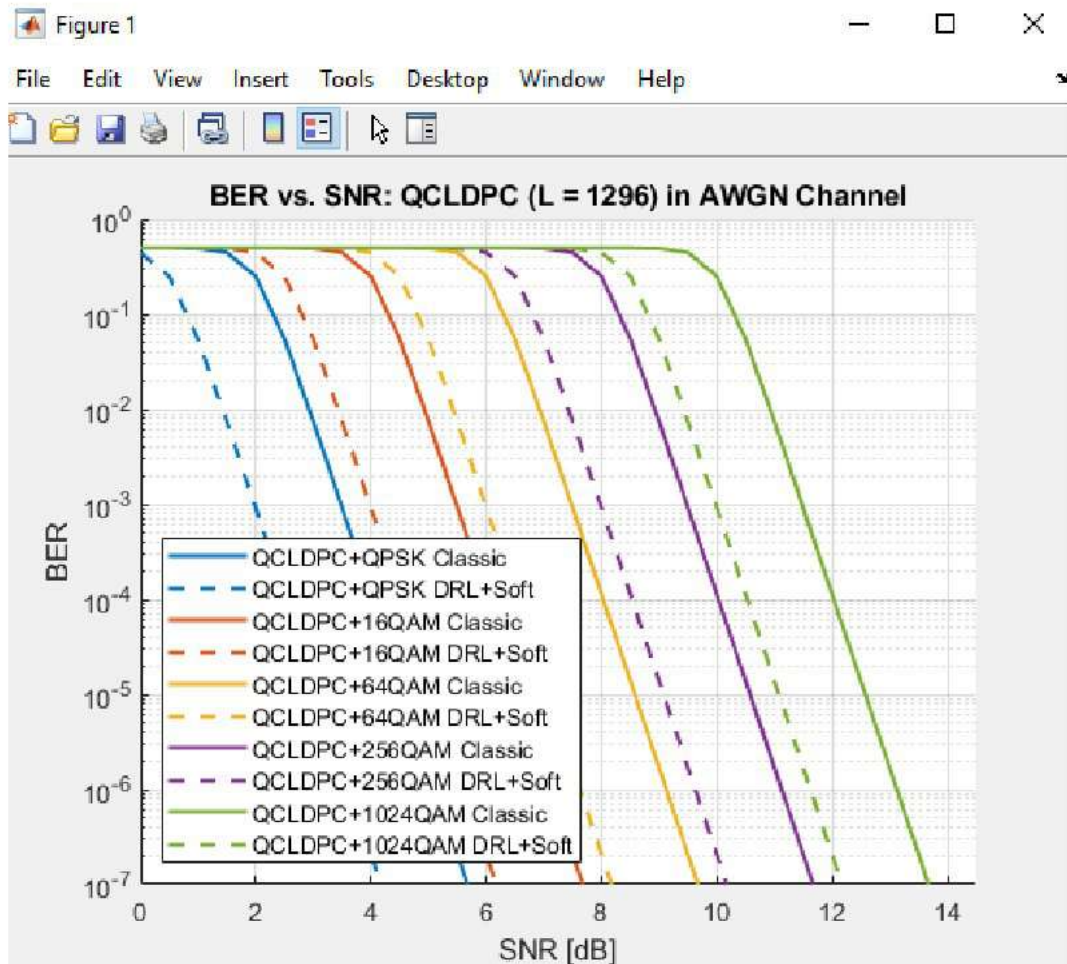 Figure 1
File Edit View Insert Tools Desktop Window Help
BER vs. SNR: QCLDPC (L = 1296) in AWGN Channel
10^0
10^-1
10^-2
10^-3
10^-4
10^-5
10^-6
10^-7
BER
QCLDPC+QPSK Classic
QCLDPC+QPSK DRL+Soft
QCLDPC+16QAM Classic
QCLDPC+16QAM DRL+Soft
QCLDPC+64QAM Classic
QCLDPC+64QAM DRL+Soft
QCLDPC+256QAM Classic
QCLDPC+256QAM DRL+Soft
QCLDPC+1024QAM Classic
QCLDPC+1024QAM DRL+Soft
0 2 4 6 8 10 12 14
SNR [dB]